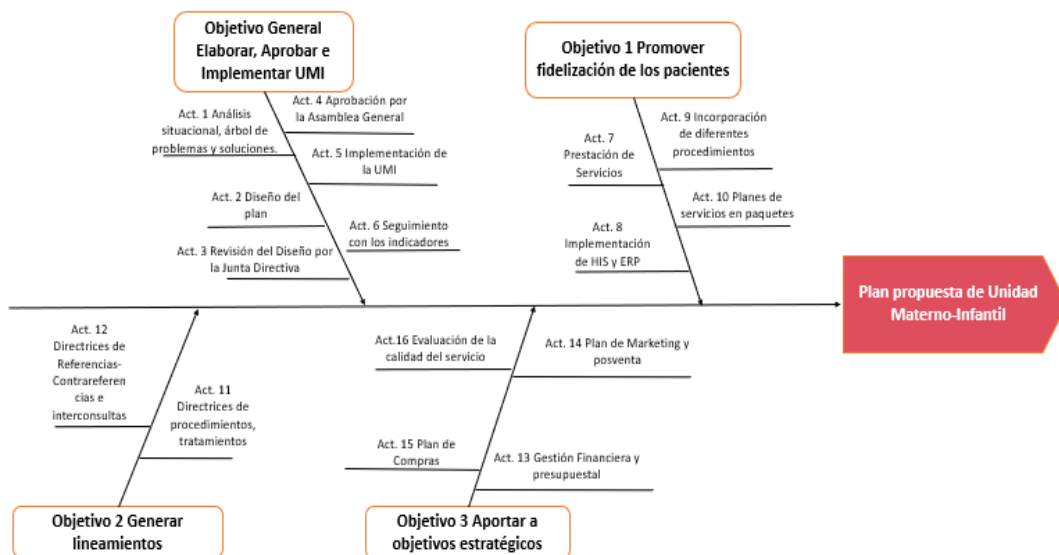 Objetivo General
Elaborar, Aprobar e
Implementar UMI
Objetivo 1 Promover
fidelización de los pacientes
Act. 1 Análisis
situacional, árbol de
problemas y soluciones.
Act. 4 Aprobación por
la Asamblea General
Act. 5 Implementación de
la UMI
Act. 2 Diseño del
plan
Act. 6 Seguimiento
con los indicadores
Act. 3 Revisión del Diseño por
la Junta Directiva
Act. 7
Prestación de
Servicios
Act. 9 Incorporación
de diferentes
procedimientos
Act. 10 Planes de
servicios en paquetes
Act. 8
Implementación
de HIS y ERP
Plan propuesta de Unidad
Materno-Infantil
Act. 12
Directrices de
Referencias-
Contrareferen
cias e
interconsultas
Act. 11
Directrices de
procedimientos,
tratamientos
Act.16 Evaluación de la
calidad del servicio
Act. 14 Plan de Marketing y
posventa
Act. 15 Plan de
Compras
Act. 13 Gestión Financiera y
presupuestal
Objetivo 2 Generar
lineamientos
Objetivo 3 Aportar a
objetivos estratégicos